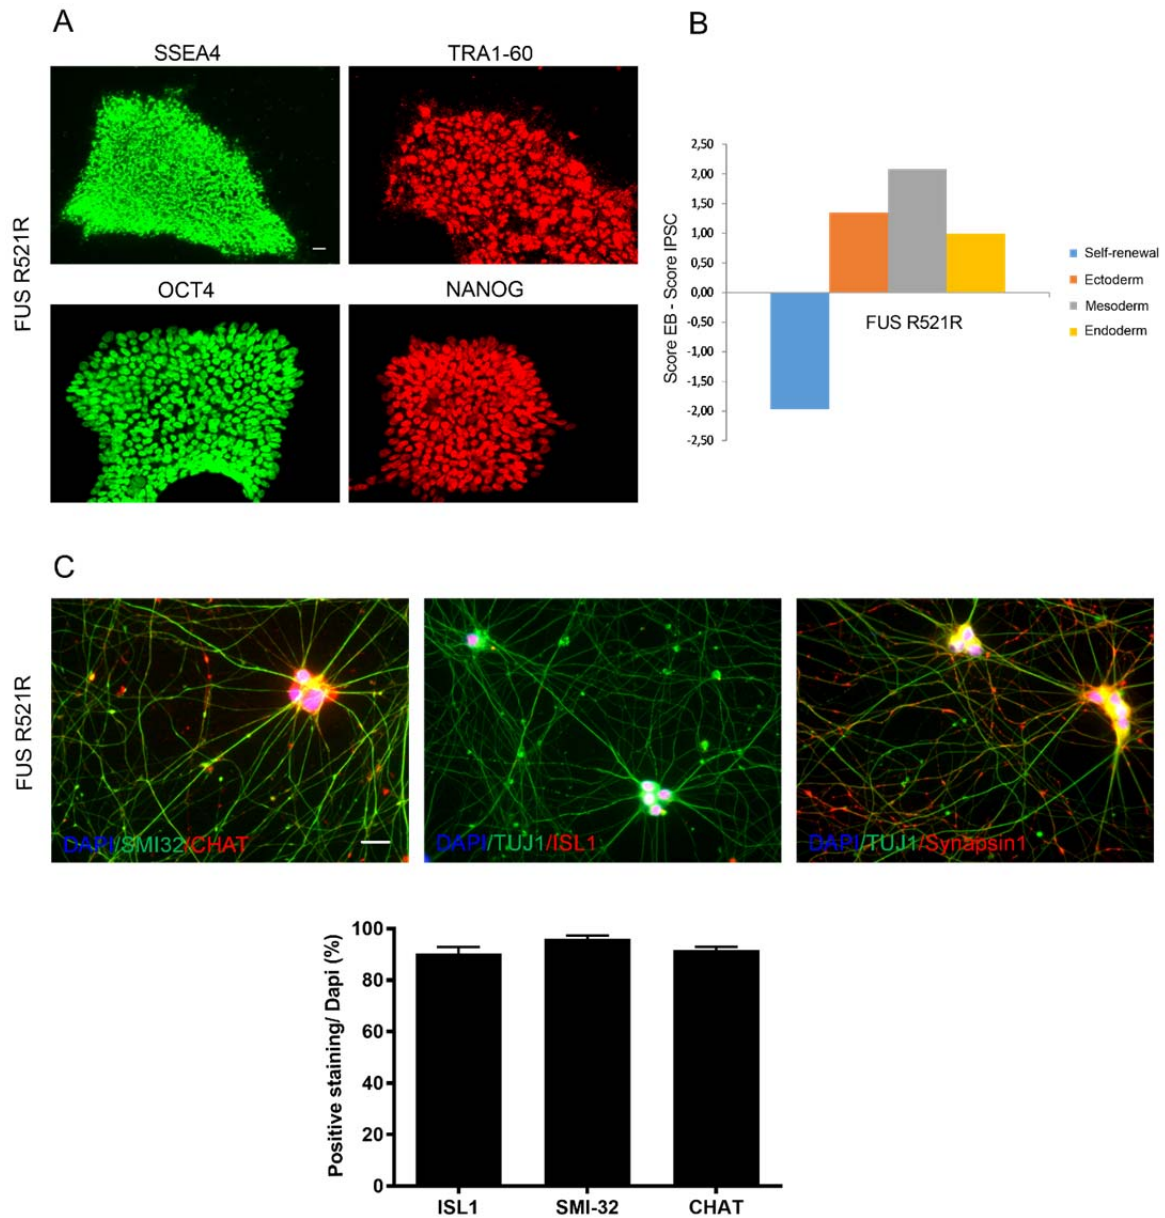 A
SSEA4
TRA1-60
OCT4
NANOG
FUS R521R
B
2,50
2,00
1,50
1,00
0,50
0,00
-0,50
-1,00
-1,50
-2,00
-2,50
Score EB - Score IPSC
FUS R521R
Self-renewal
Ectoderm
Mesoderm
Endoderm
C
FUS R521R
DAPI/SMI32/CHAT
DAPI/TUJ1/ISL1
DAPI/TUJ1/Synapsin1
Positive staining/ Dapi (%)
100
80
60
40
20
0
ISL1
SMI-32
CHAT